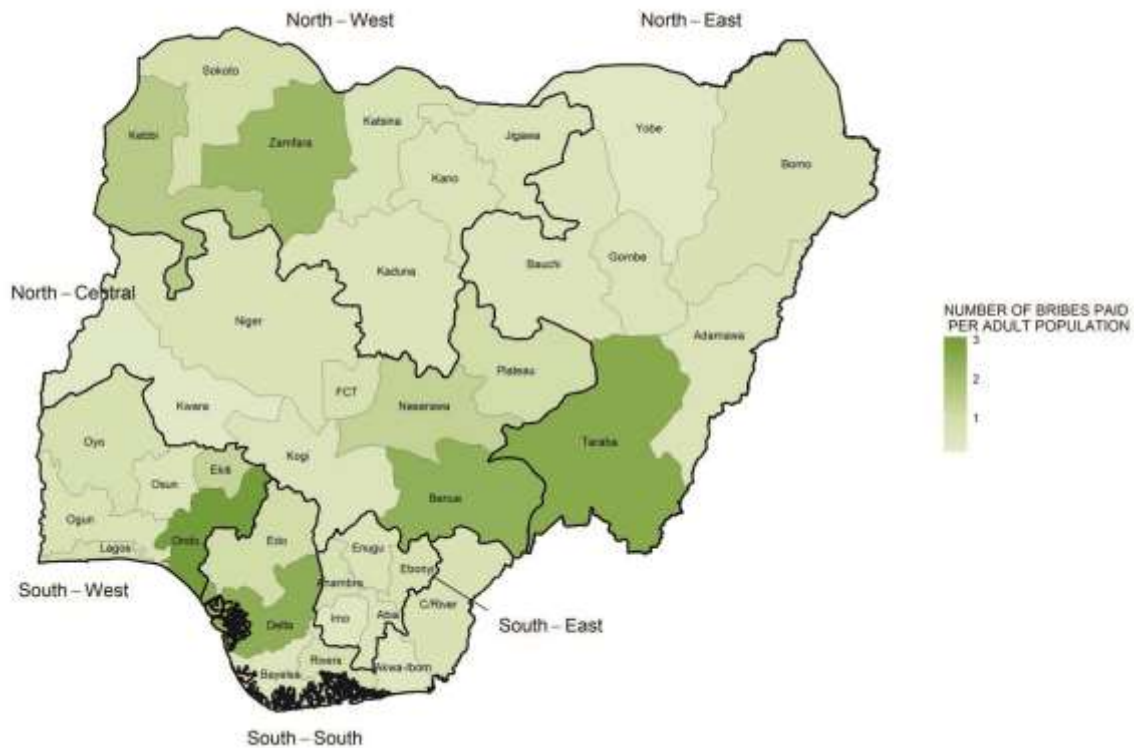 North – West
North – East
Sokoto
Kebbi
Zamfara
Katsina
Jigawa
Yobe
Kano
Borno
Bauchi
Gombe
Kaduna
North – Central
Niger
Adamawa
NUMBER OF BRIBES PAID
PER ADULT POPULATION
3
2
1
Plateau
FCT
Nasarawa
Kwara
Taraba
Oyo
Kogi
Ekiti
Osun
Benue
Ogun
Ondo
Edo
Lagos
Enugu
Anambra
Ebonyi
South – West
C/River
Delta
Imo
Abia
South – East
Rivers
Bayelsa
Akwa-Ibom
South – South